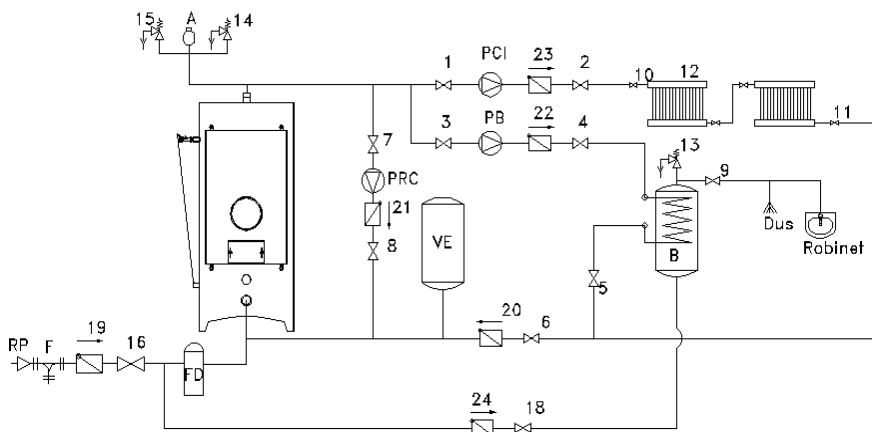 15 A 14
1 PCI 23 2 10 12
11
3 PB 22 4 13
7
9
PRC
21
8
VE
Dus
Robinet
B
5
20
6
RP F 19 16
FD
24
18